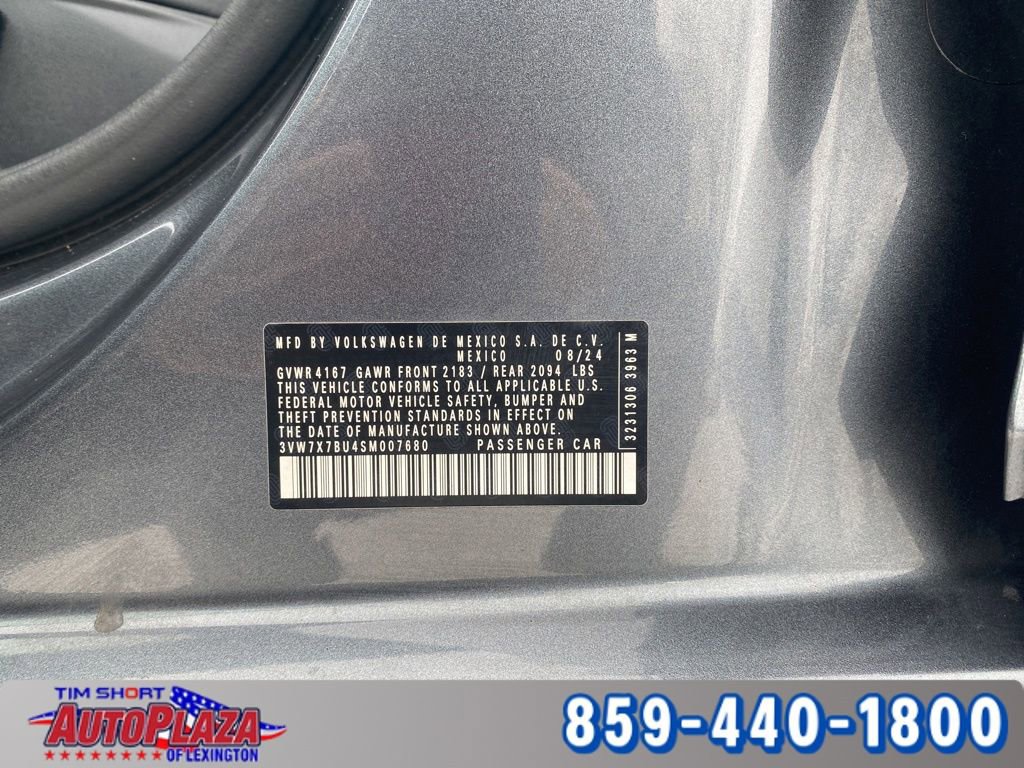 MFD BY VOLKSWAGEN DE MEXICO S.A. DE C.V.
MEXICO 08/24
GVWR 4167 GAWR FRONT 2183 / REAR 2094 LBS
THIS VEHICLE CONFORMS TO ALL APPLICABLE U.S.
FEDERAL MOTOR VEHICLE SAFETY, BUMPER AND
THEFT PREVENTION STANDARDS IN EFFECT ON
THE DATE OF MANUFACTURE SHOWN ABOVE.
3VW7X7BU4SM007680 PASSENGER CAR
3231306 3963 M
TIM SHORT
AUTOPLAZA
OF LEXINGTON
859-440-1800